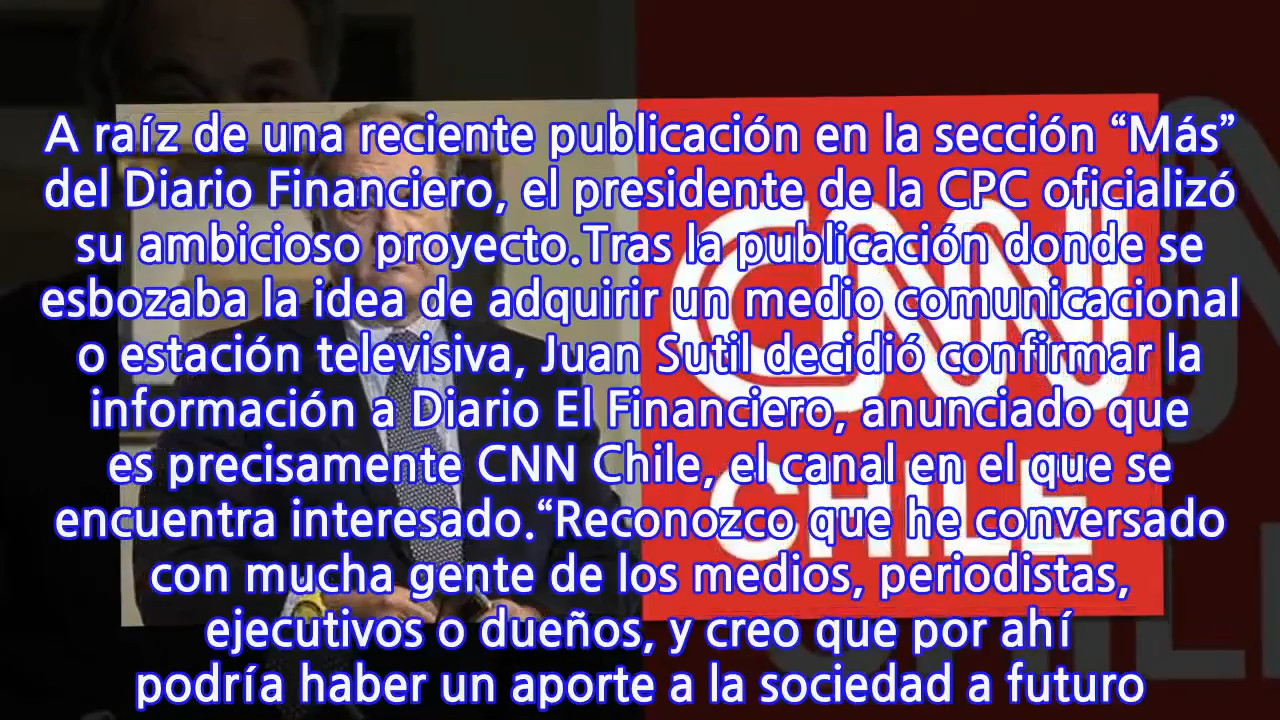 A raíz de una reciente publicación en la sección “Más”
del Diario Financiero, el presidente de la CPC oficializó
su ambicioso proyecto.Tras la publicación donde se
esbozaba la idea de adquirir un medio comunicacional
o estación televisiva, Juan Sutil decidió confirmar la
información a Diario El Financiero, anunciado que
es precisamente CNN Chile, el canal en el que se
encuentra interesado.“Reconozco que he conversado
con mucha gente de los medios, periodistas,
ejecutivos o dueños, y creo que por ahí
podría haber un aporte a la sociedad a futuro
CNN
CHILE